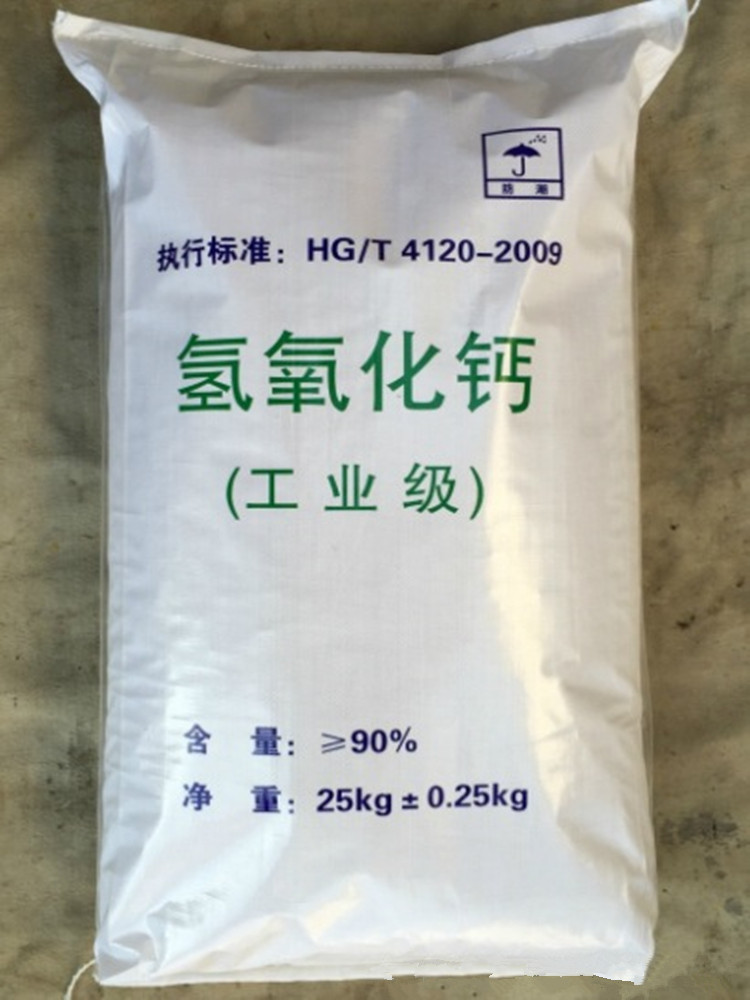 防 潮
执行标准：HG/T 4120-2009
氢氧化钙
(工业级)
含 量：≥90%
净 重：25kg±0.25kg